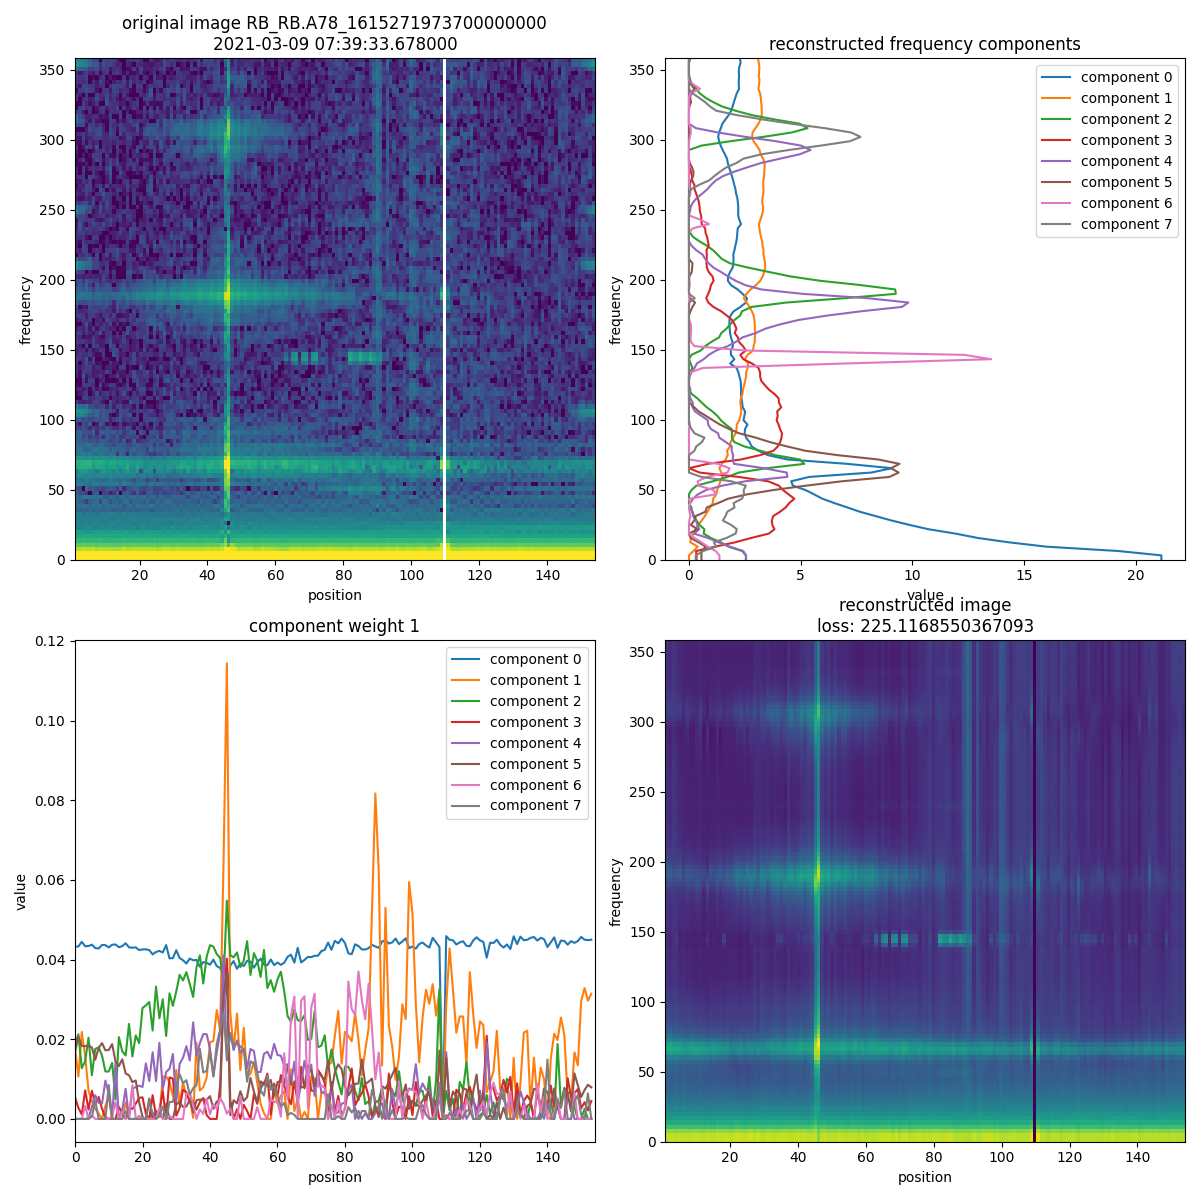 original image RB_RB.A78_1615271973700000000
2021-03-09 07:39:33.678000
frequency
350
300
250
200
150
100
50
0
20 40 60 80 100 120 140
position
reconstructed frequency components
frequency
350
300
250
200
150
100
50
0
component 0
component 1
component 2
component 3
component 4
component 5
component 6
component 7
0 5 10 15 20
value
component weight 1
value
0.12
0.10
0.08
0.06
0.04
0.02
0.00
component 0
component 1
component 2
component 3
component 4
component 5
component 6
component 7
0 20 40 60 80 100 120 140
position
reconstructed image
loss: 225.1168550367093
frequency
350
300
250
200
150
100
50
0
20 40 60 80 100 120 140
position